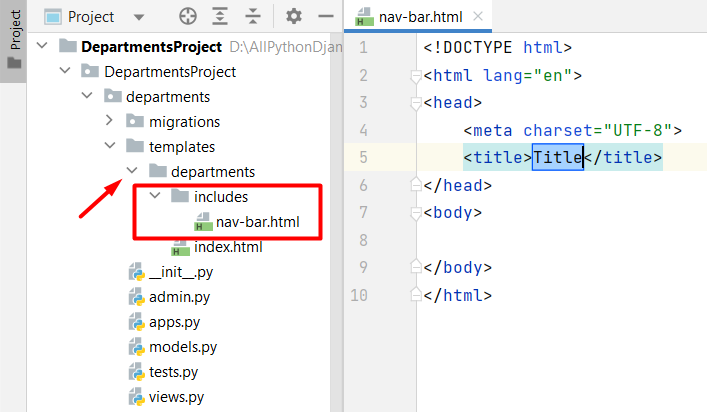 Project
Project
DepartmentsProject D:\AllPythonDjan
DepartmentsProject
departments
migrations
templates
departments
includes
nav-bar.html
index.html
__init__.py
admin.py
apps.py
models.py
tests.py
views.py
nav-bar.html
1 <!DOCTYPE html>
2 <html lang="en">
3 <head>
4 <meta charset="UTF-8">
5 <title>Title</title>
6 </head>
7 <body>
8
9 </body>
10 </html>